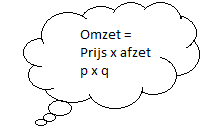 Omzet =
Prijs x afzet
p x q